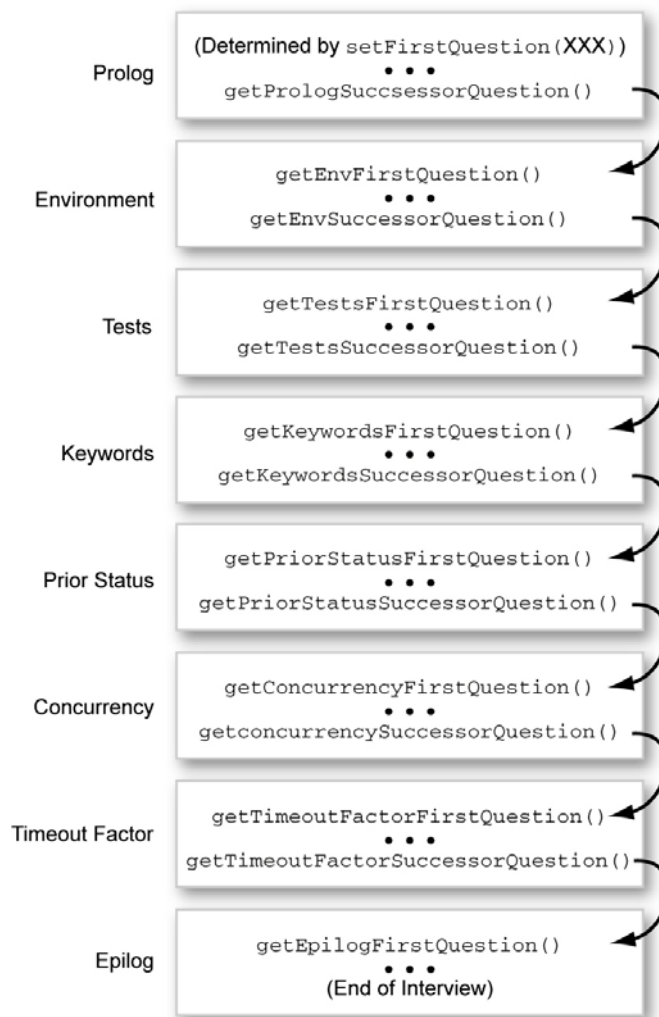 Prolog
(Determined by setFirstQuestion(XXX))
• • •
getPrologSuccsessorQuestion()
Environment
getEnvFirstQuestion()
• • •
getEnvSuccessorQuestion()
Tests
getTestsFirstQuestion()
• • •
getTestsSuccessorQuestion()
Keywords
getKeywordsFirstQuestion()
• • •
getKeywordsSuccessorQuestion()
Prior Status
getPriorStatusFirstQuestion()
• • •
getPriorStatusSuccessorQuestion()
Concurrency
getConcurrencyFirstQuestion()
• • •
getconcurrencySuccessorQuestion()
Timeout Factor
getTimeoutFactorFirstQuestion()
• • •
getTimeoutFactorSuccessorQuestion()
Epilog
getEpilogFirstQuestion()
• • •
(End of Interview)